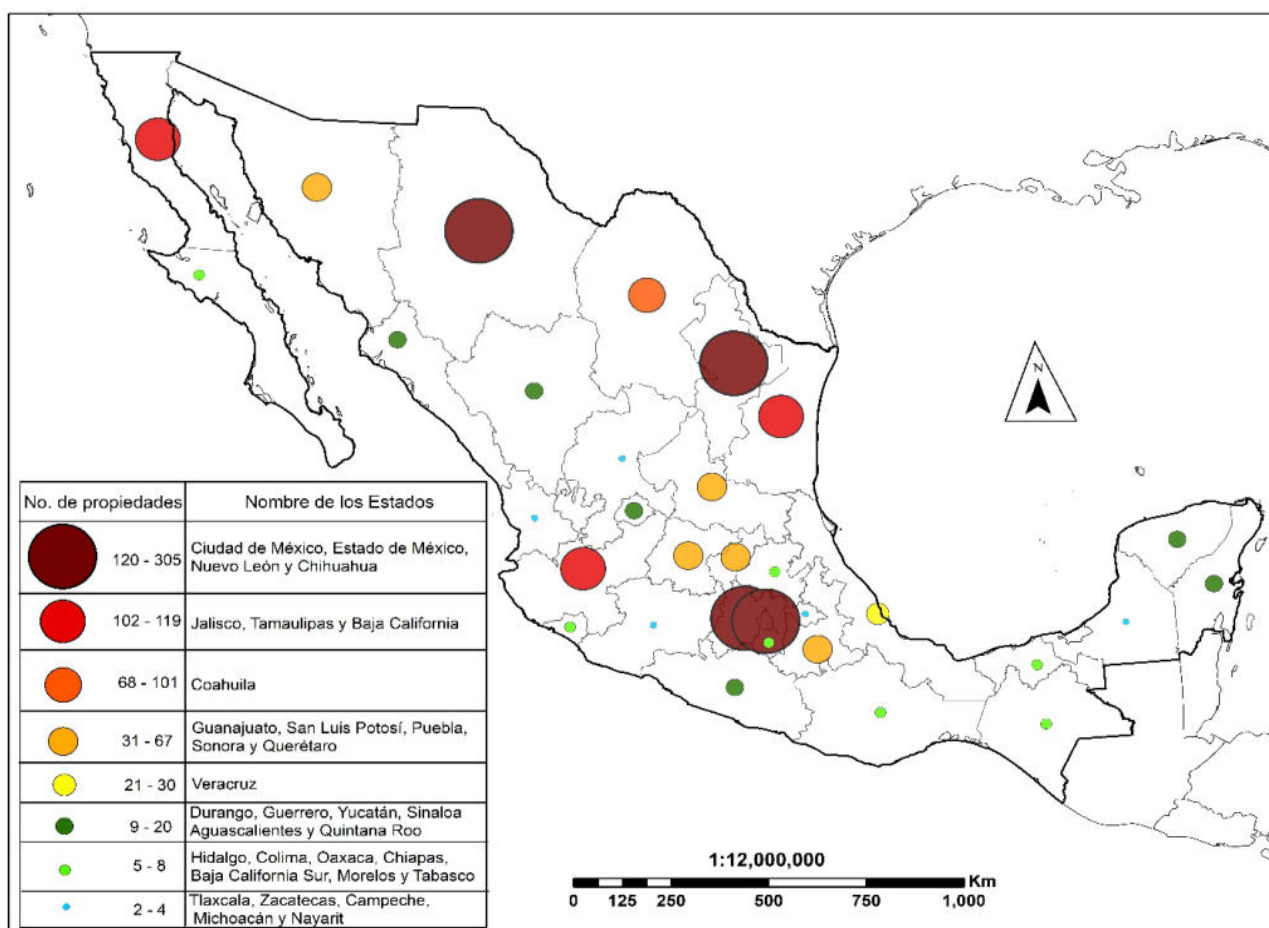 N
No. de propiedades
Nombre de los Estados
120 - 305
Ciudad de México, Estado de México,
Nuevo León y Chihuahua
102 - 119
Jalisco, Tamaulipas y Baja California
68 - 101
Coahuila
31 - 67
Guanajuato, San Luis Potosí, Puebla,
Sonora y Querétaro
21 - 30
Veracruz
9 - 20
Durango, Guerrero, Yucatán, Sinaloa
Aguascalientes y Quintana Roo
5 - 8
Hidalgo, Colima, Oaxaca, Chiapas,
Baja California Sur, Morelos y Tabasco
2 - 4
Tlaxcala, Zacatecas, Campeche,
Michoacán y Nayarit
1:12,000,000
Km
0 125 250 500 750 1,000